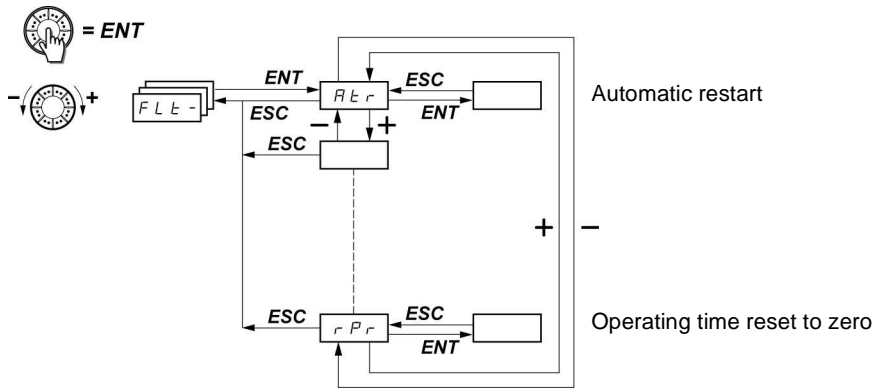 = ENT
- +
FLt-
ENT
ESC
Atr
ESC
ENT
Automatic restart
- +
ESC
+ -
ESC
rPr
ESC
ENT
Operating time reset to zero